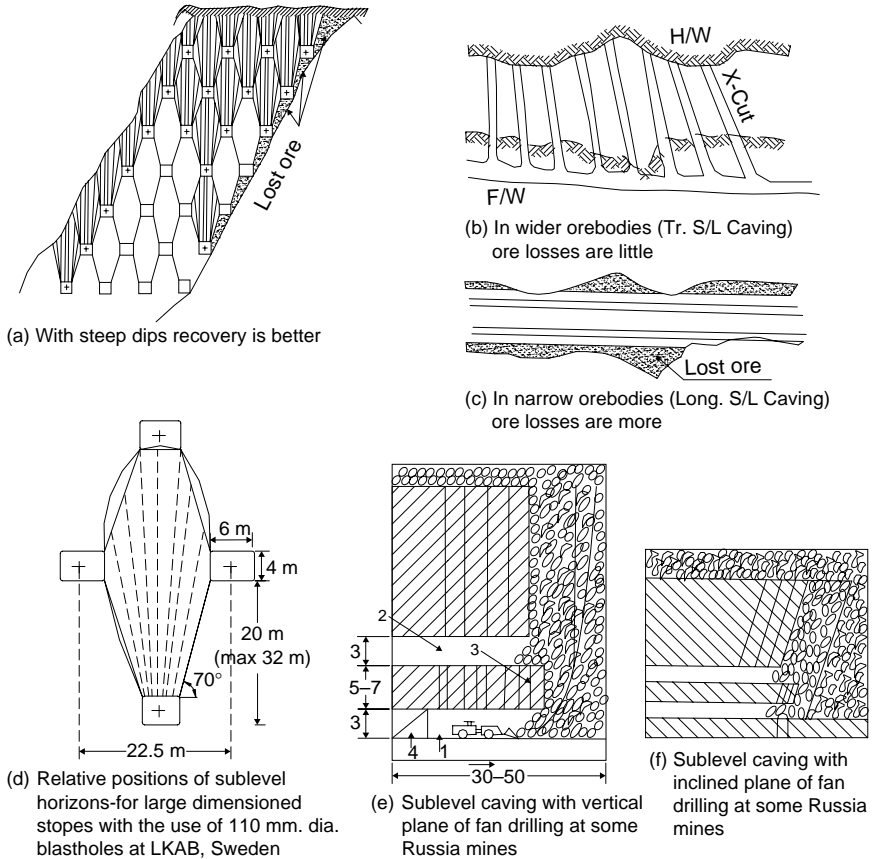 Lost ore
(a) With steep dips recovery is better
H/W
X-Cut
F/W
(b) In wider orebodies (Tr. S/L Caving)
ore losses are little
Lost ore
(c) In narrow orebodies (Long. S/L Caving)
ore losses are more
6 m
4 m
20 m
(max 32 m)
70°
22.5 m
(d) Relative positions of sublevel
horizons-for large dimensioned
stopes with the use of 110 mm. dia.
blastholes at LKAB, Sweden
2
3
3
5–7
3
4
1
30–50
(e) Sublevel caving with vertical
plane of fan drilling at some
Russia mines
(f) Sublevel caving with
inclined plane of fan
drilling at some Russia
mines